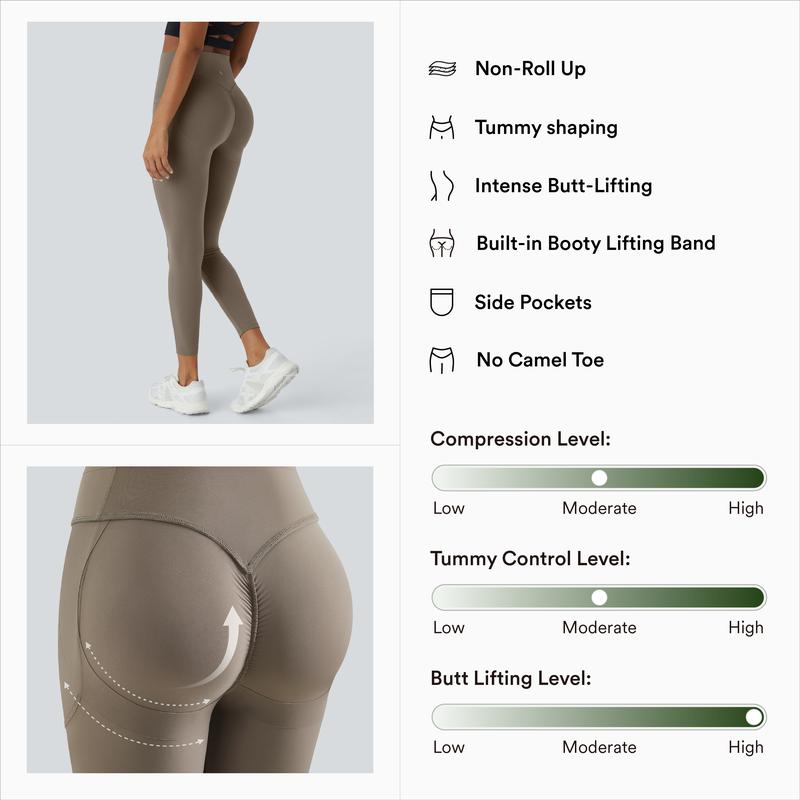 Non-Roll Up
Tummy shaping
Intense Butt-Lifting
Built-in Booty Lifting Band
Side Pockets
No Camel Toe
Compression Level:
Low Moderate High
Tummy Control Level:
Low Moderate High
Butt Lifting Level:
Low Moderate High